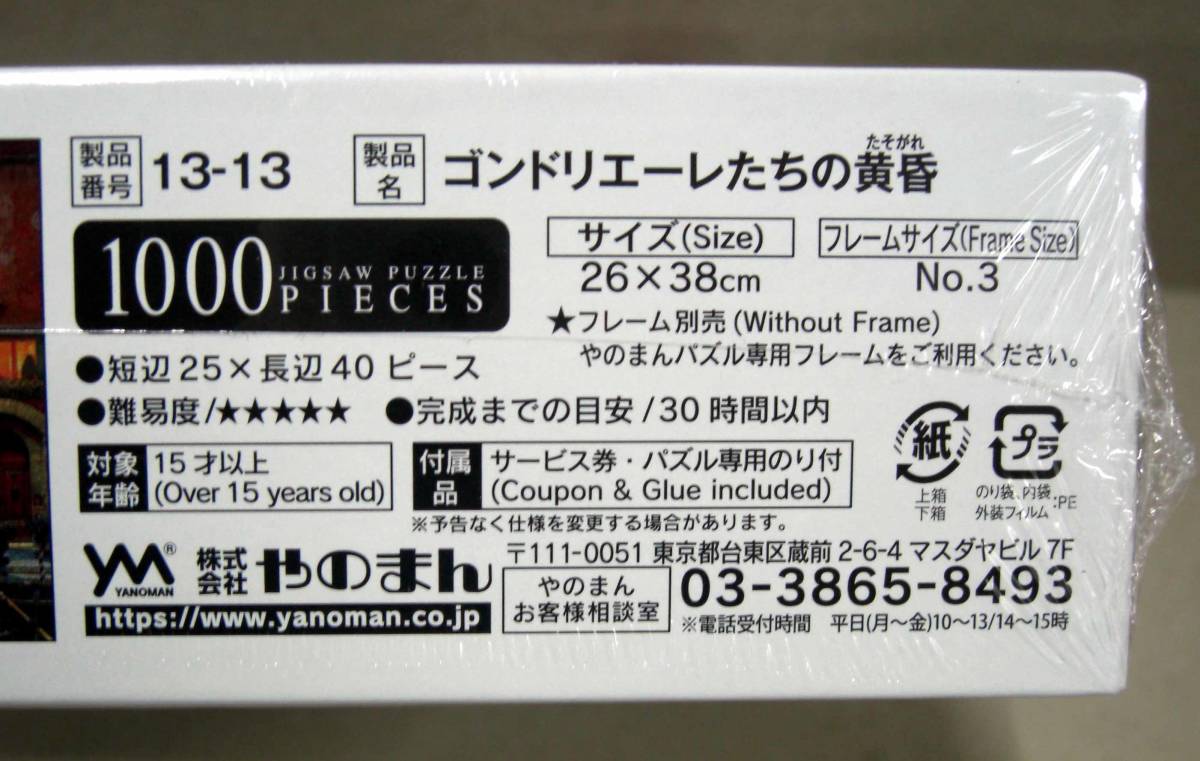 製品番号 13-13 製品名 ゴンドリエーレたちの黄昏
たそがれ
1000 JIGSAW PUZZLE PIECES
サイズ(Size) フレームサイズ(Frame Size)
26×38cm No.3
★フレーム別売(Without Frame)
やのまんパズル専用フレームをご利用ください。
●短辺25×長辺40ピース
●難易度/★★★★★ ●完成までの目安/30時間以内
対象年齢 15才以上
(Over 15 years old)
付属品 サービス券・パズル専用のり付
(Coupon & Glue included)
※予告なく仕様を変更する場合があります。
紙
上箱
下箱
プラ
のり袋、内袋、
外装フィルム:PE
YM® YANOMAN 株式会社 やのまん
https://www.yanoman.co.jp
〒111-0051 東京都台東区蔵前2-6-4 マスダヤビル 7F
やのまん
お客様相談室
03-3865-8493
※電話受付時間 平日(月〜金)10〜13/14〜15時